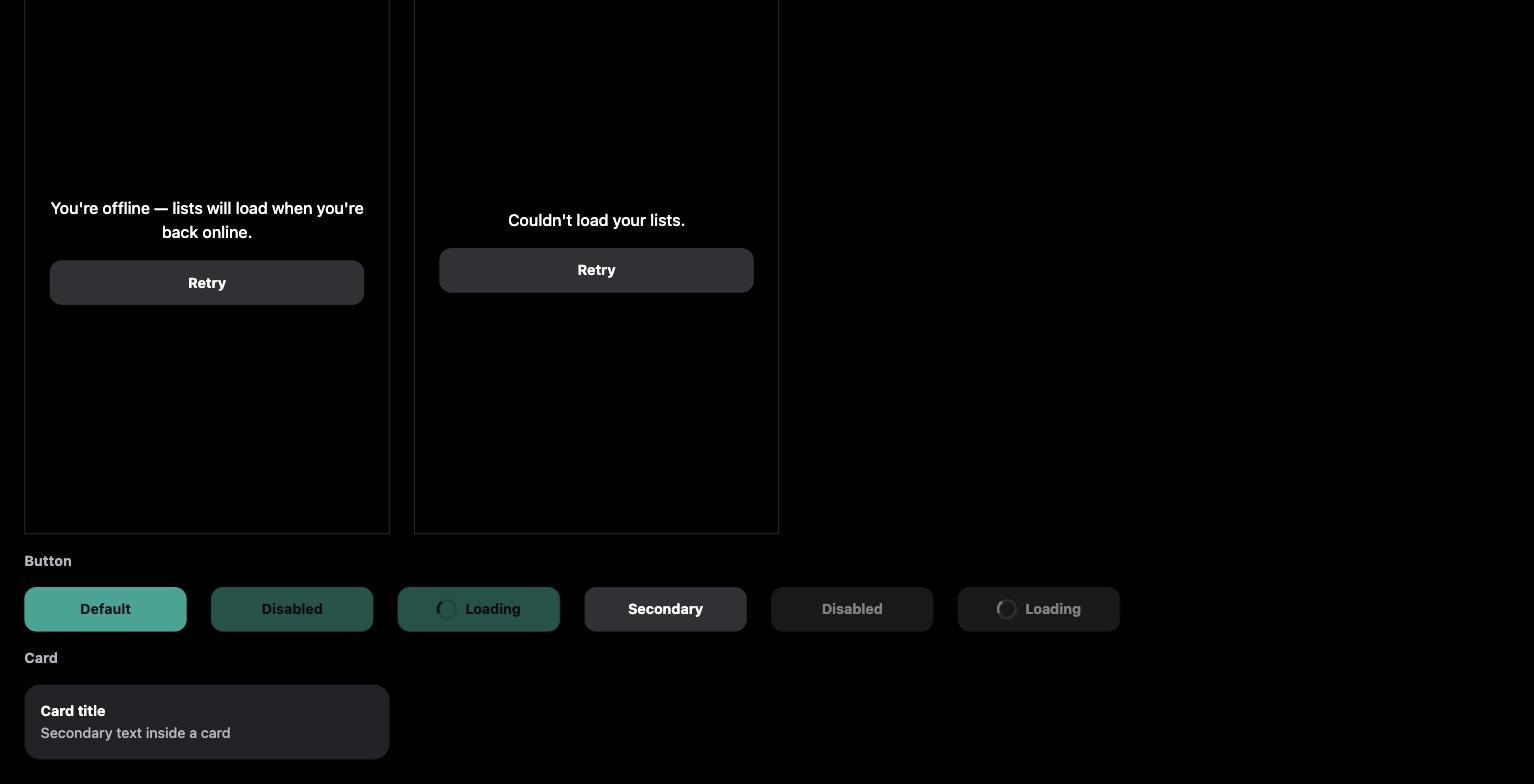 You're offline — lists will load when you're
back online.
Retry
Couldn't load your lists.
Retry
Button
Default
Disabled
Loading
Secondary
Disabled
Loading
Card
Card title
Secondary text inside a card